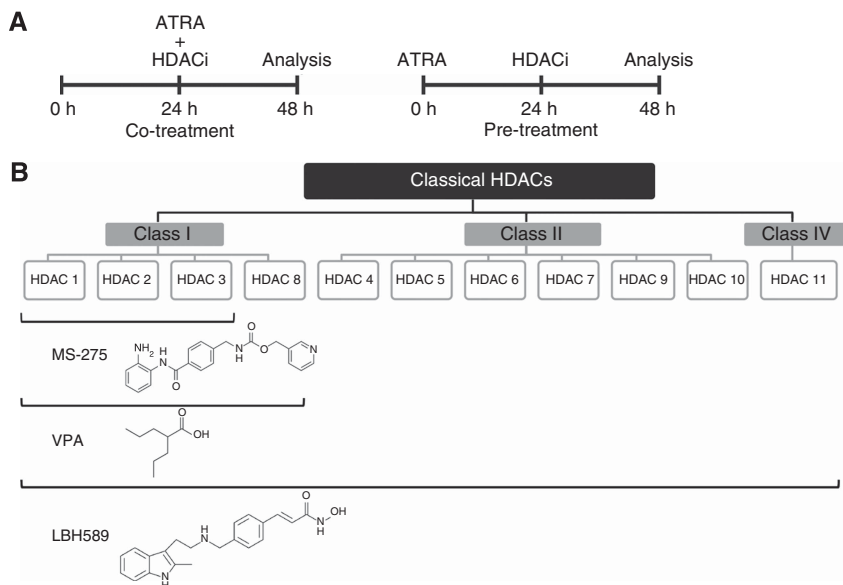 A
ATRA
+
HDACi Analysis
0 h 24 h 48 h
Co-treatment
ATRA HDACi Analysis
0 h 24 h 48 h
Pre-treatment
B
Classical HDACs
Class I Class II Class IV
HDAC 1 HDAC 2 HDAC 3 HDAC 8 HDAC 4 HDAC 5 HDAC 6 HDAC 7 HDAC 9 HDAC 10 HDAC 11
MS-275
NH2 H N O N H O O N
VPA
O OH
LBH589
N H H N O N H OH